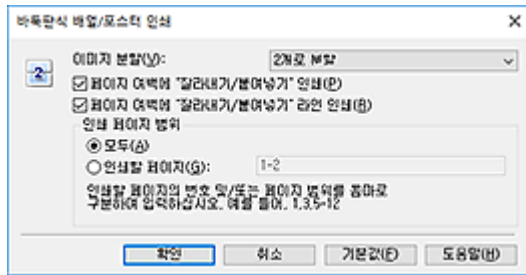 바둑판식 배열/포스터 인쇄
이미지 분할(V): 2개로 분할
페이지 여백에 "잘라내기/붙여넣기" 인쇄(P)
페이지 여백에 "잘라내기/붙여넣기" 라인 인쇄(R)
인쇄 페이지 범위
모두(A)
인쇄할 페이지(G): 1-2
인쇄할 페이지의 번호 및/또는 페이지 범위를 콤마로
구분하여 입력하십시오. 예를 들어, 1,3,5-12
확인 취소 기본값(F) 도움말(H)